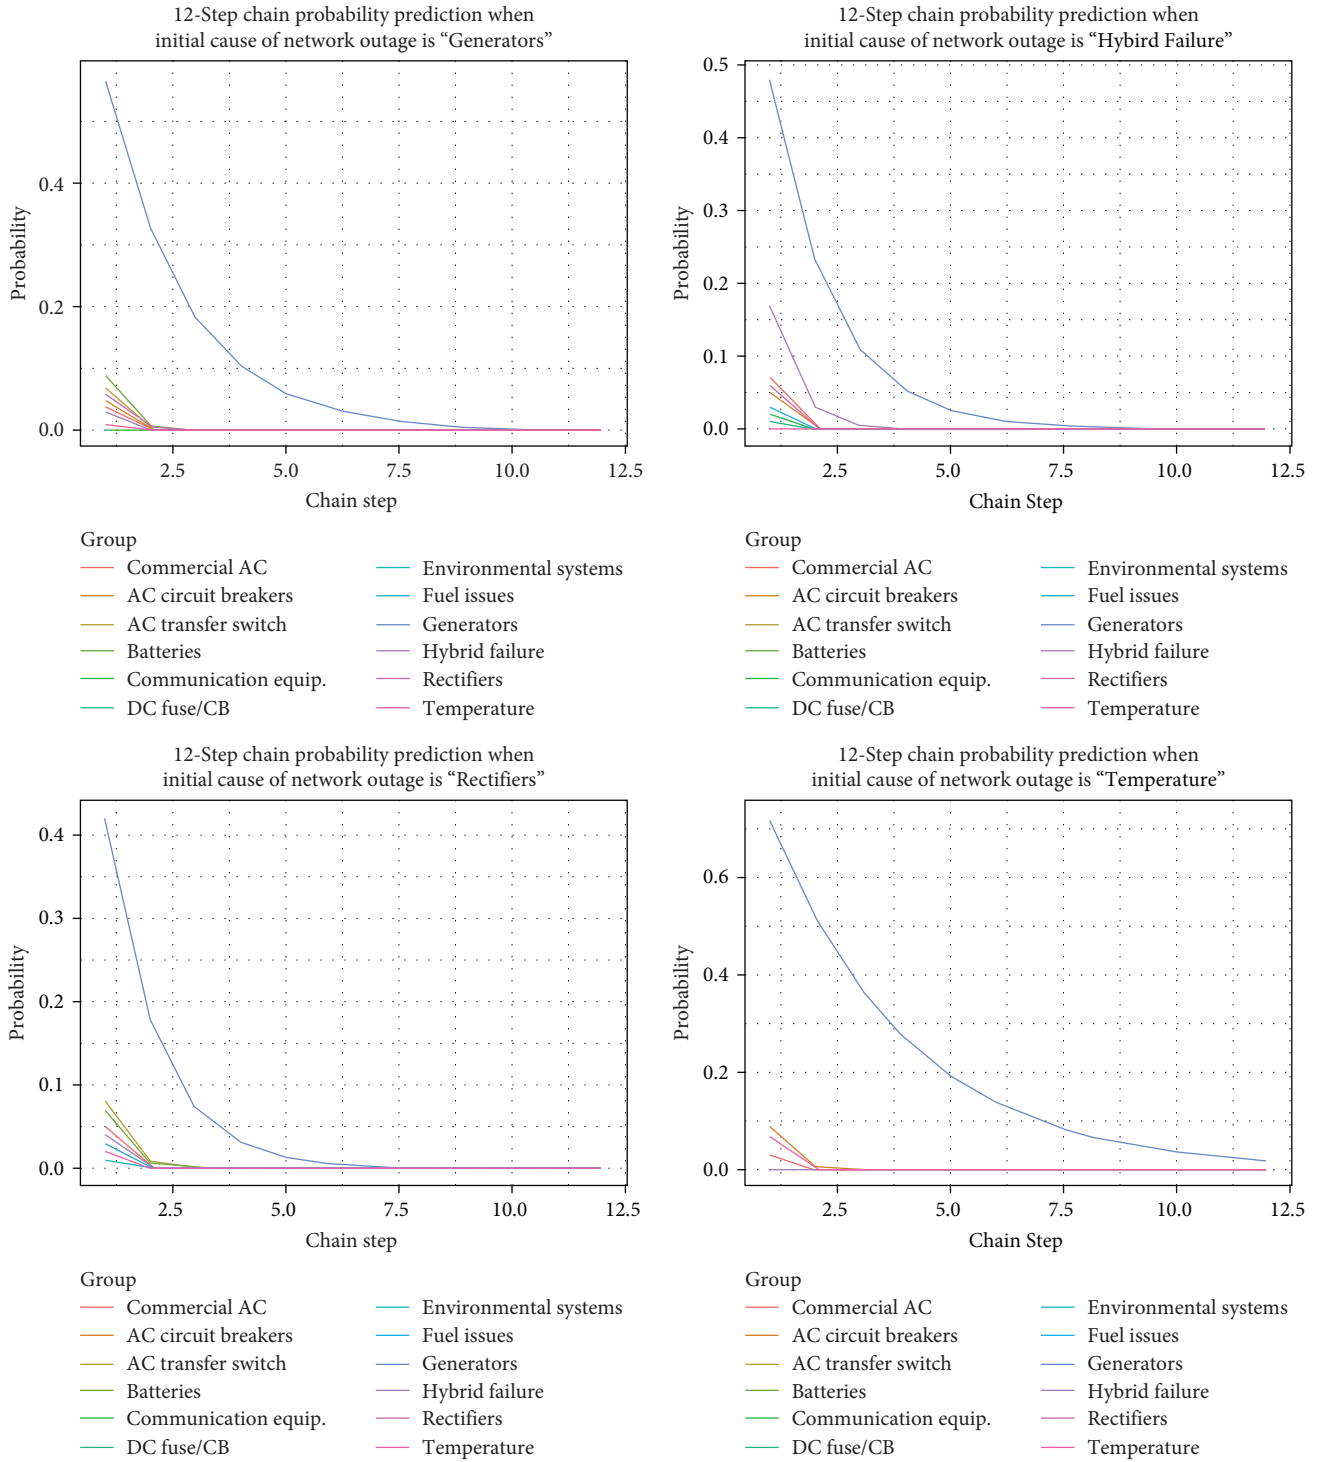 12-Step chain probability prediction when
initial cause of network outage is “Generators”
Probability
0.4
0.2
0.0
2.5
5.0
7.5
10.0
12.5
Chain step
Group
Commercial AC
AC circuit breakers
AC transfer switch
Batteries
Communication equip.
DC fuse/CB
Environmental systems
Fuel issues
Generators
Hybrid failure
Rectifiers
Temperature
12-Step chain probability prediction when
initial cause of network outage is “Hybird Failure”
Probability
0.5
0.4
0.3
0.2
0.1
0.0
2.5
5.0
7.5
10.0
12.5
Chain Step
Group
Commercial AC
AC circuit breakers
AC transfer switch
Batteries
Communication equip.
DC fuse/CB
Environmental systems
Fuel issues
Generators
Hybrid failure
Rectifiers
Temperature
12-Step chain probability prediction when
initial cause of network outage is “Rectifiers”
Probability
0.4
0.3
0.2
0.1
0.0
2.5
5.0
7.5
10.0
12.5
Chain step
Group
Commercial AC
AC circuit breakers
AC transfer switch
Batteries
Communication equip.
DC fuse/CB
Environmental systems
Fuel issues
Generators
Hybrid failure
Rectifiers
Temperature
12-Step chain probability prediction when
initial cause of network outage is “Temperature”
Probability
0.6
0.4
0.2
0.0
2.5
5.0
7.5
10.0
12.5
Chain Step
Group
Commercial AC
AC circuit breakers
AC transfer switch
Batteries
Communication equip.
DC fuse/CB
Environmental systems
Fuel issues
Generators
Hybrid failure
Rectifiers
Temperature